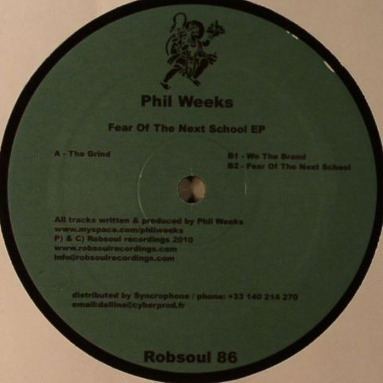 Phil Weeks
Fear Of The Next School EP
A - The Grind
B1 - We The Brand
B2 - Fear Of The Next School
All tracks written & produced by Phil Weeks
www.myspace.com/philweeks
P) & C) Robsoul recordings 2010
www.robsoulrecordings.com
info@robsoulrecordings.com
distributed by Syncrophone / phone: +33 140 214 270
email:dellina@cyberprod.fr
Robsoul 86